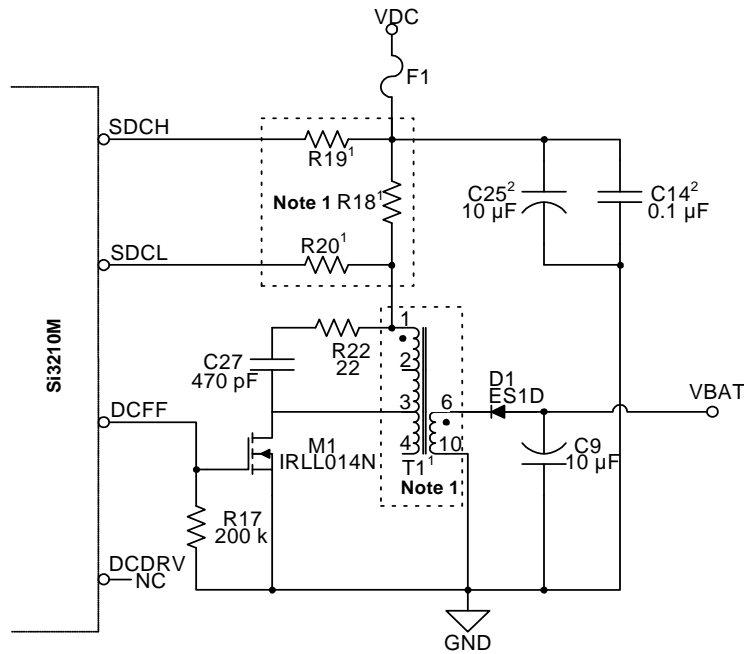 VDC
F1
SDCH
R19¹
Note 1 R18¹
C25²
10 µF
C14²
0.1 µF
R20¹
SDCL
Si3210M
1
R22
22
C27
470 pF
2
D1
ES1D
VBAT
DCFF
3
6
M1
IRLL014N
4
10
C9
10 µF
T1¹
Note 1
R17
200 k
DCDRV
NC
GND